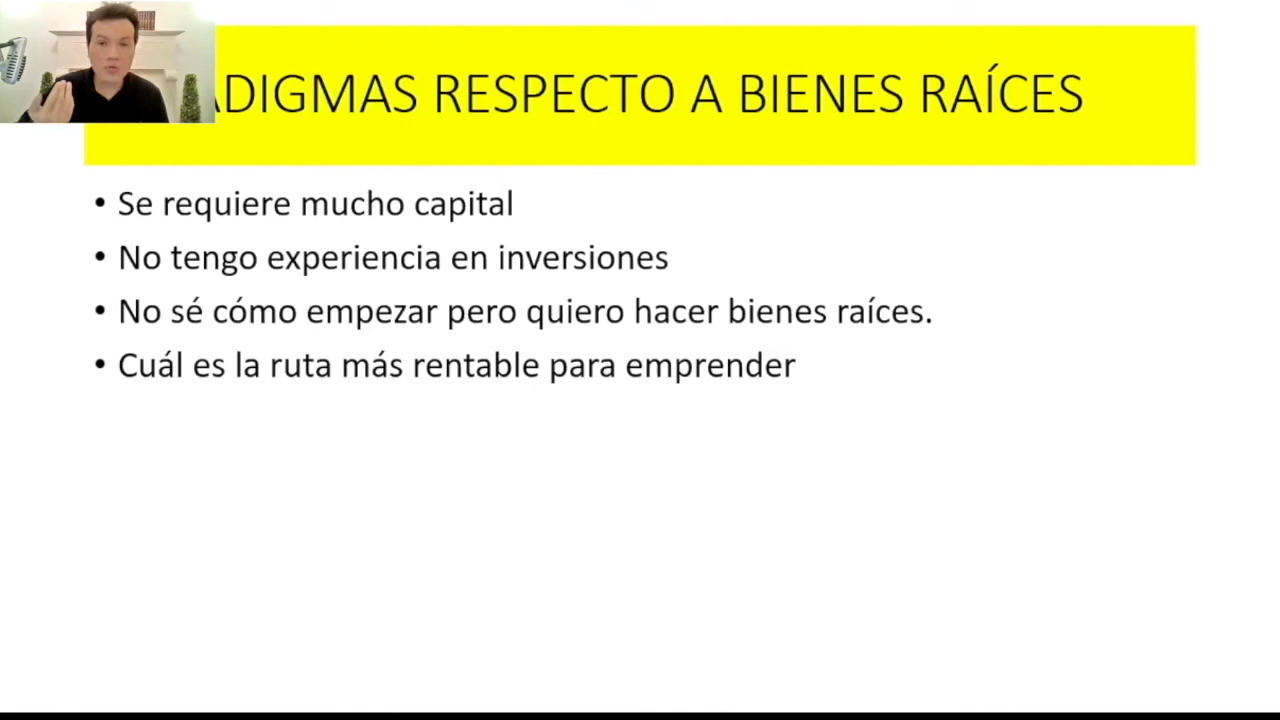 RESPECTO A BIENES RAÍCES
• Se requiere mucho capital
• No tengo experiencia en inversiones
• No sé cómo empezar pero quiero hacer bienes raíces.
• Cuál es la ruta más rentable para emprender